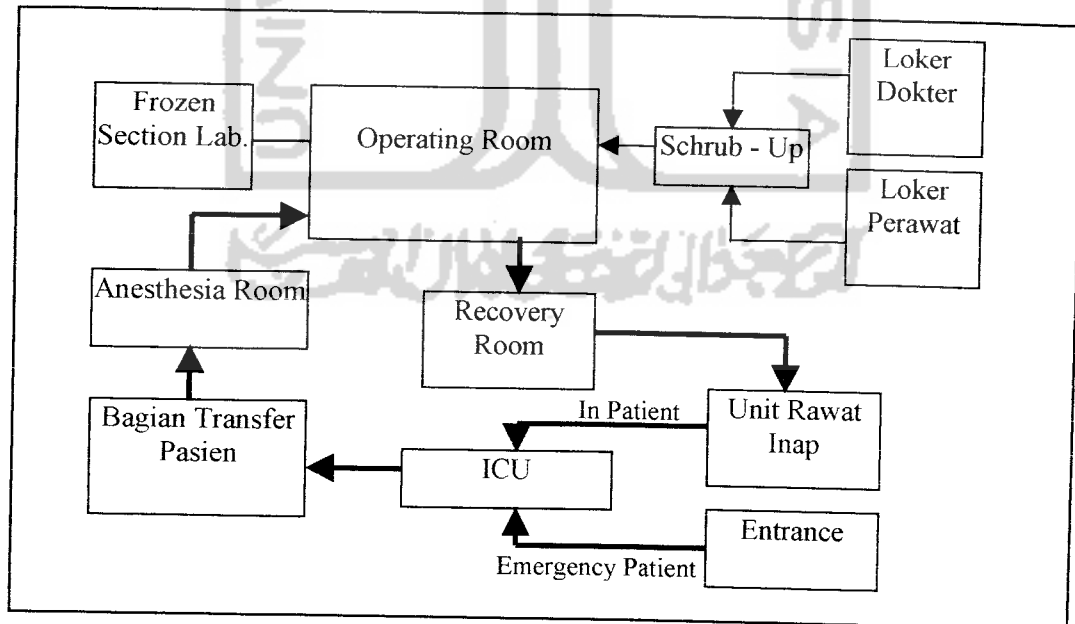 Frozen
Section Lab.
Operating Room
Schrub - Up
Loker
Dokter
Loker
Perawat
Anesthesia Room
Recovery
Room
Bagian Transfer
Pasien
In Patient
Unit Rawat
Inap
ICU
Entrance
Emergency Patient